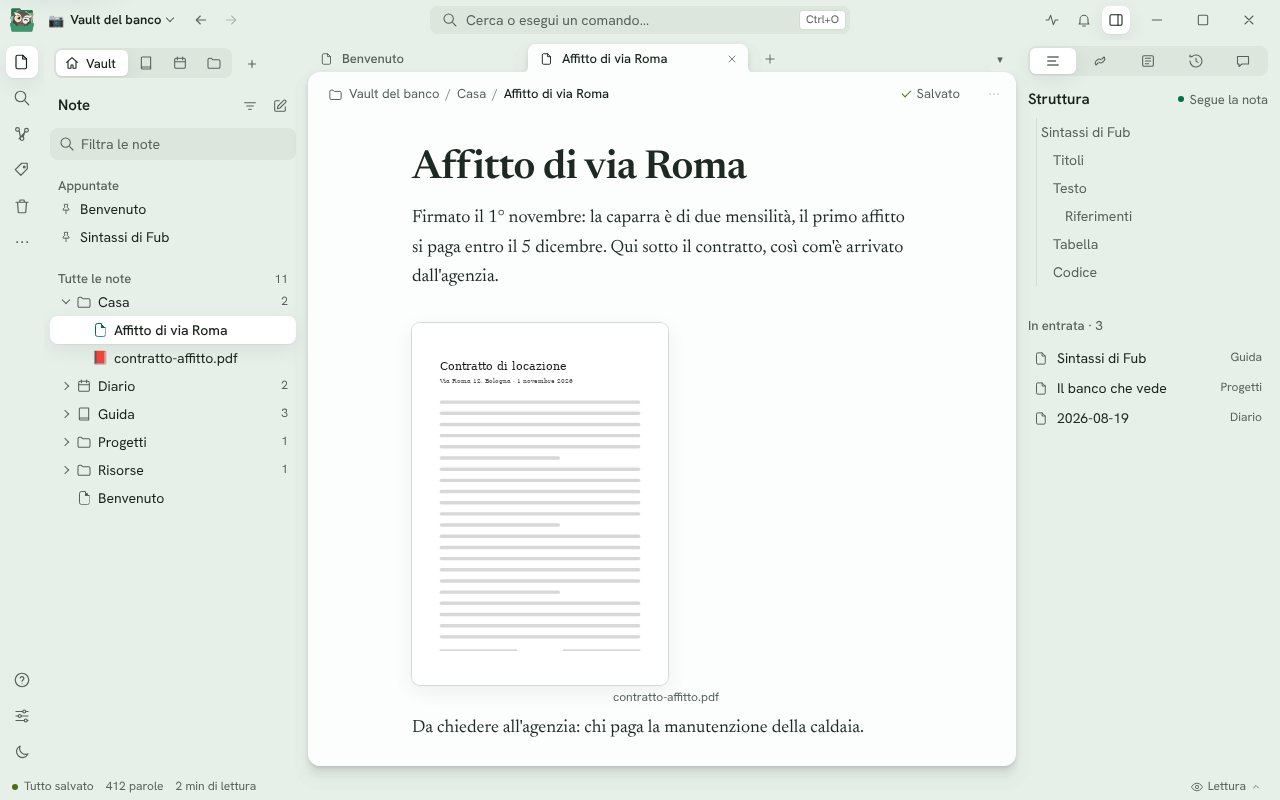 Vault del banco
Cerca o esegui un comando...
Ctrl+O
Vault
Benvenuto
Affitto di via Roma
Note
Filtra le note
Appuntate
Benvenuto
Sintassi di Fub
Tutte le note 11
Casa 2
Affitto di via Roma
contratto-affitto.pdf
Diario 2
Guida 3
Progetti 1
Risorse 1
Benvenuto
Vault del banco / Casa / Affitto di via Roma
Salvato
Affitto di via Roma
Firmato il 1° novembre: la caparra è di due mensilità, il primo affitto
si paga entro il 5 dicembre. Qui sotto il contratto, così com'è arrivato
dall'agenzia.
Contratto di locazione
Via Roma 12, Bologna · 1 novembre 2026
contratto-affitto.pdf
Da chiedere all'agenzia: chi paga la manutenzione della caldaia.
Struttura
Segue la nota
Sintassi di Fub
Titoli
Testo
Riferimenti
Tabella
Codice
In entrata · 3
Sintassi di Fub Guida
Il banco che vede Progetti
2026-08-19 Diario
Tutto salvato 412 parole 2 min di lettura
Lettura